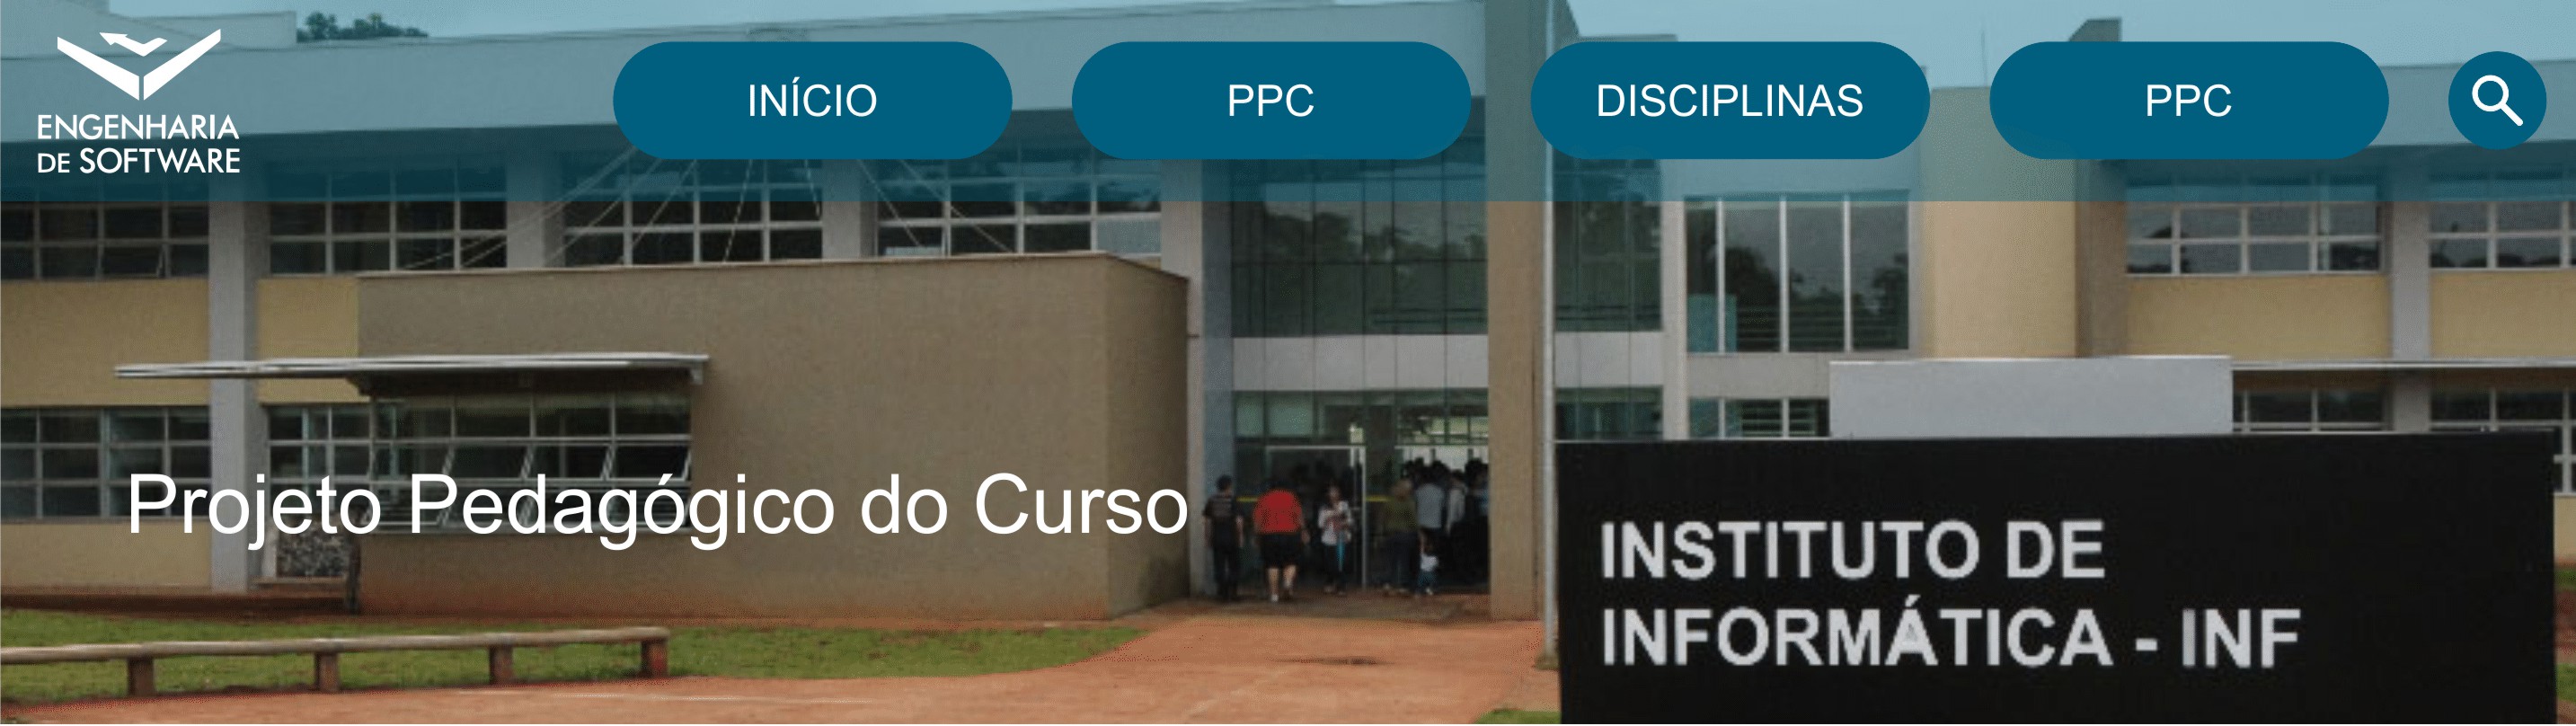 ENGENHARIA
DE SOFTWARE
INÍCIO
PPC
DISCIPLINAS
PPC
Projeto Pedagógico do Curso
INSTITUTO DE
INFORMÁTICA - INF